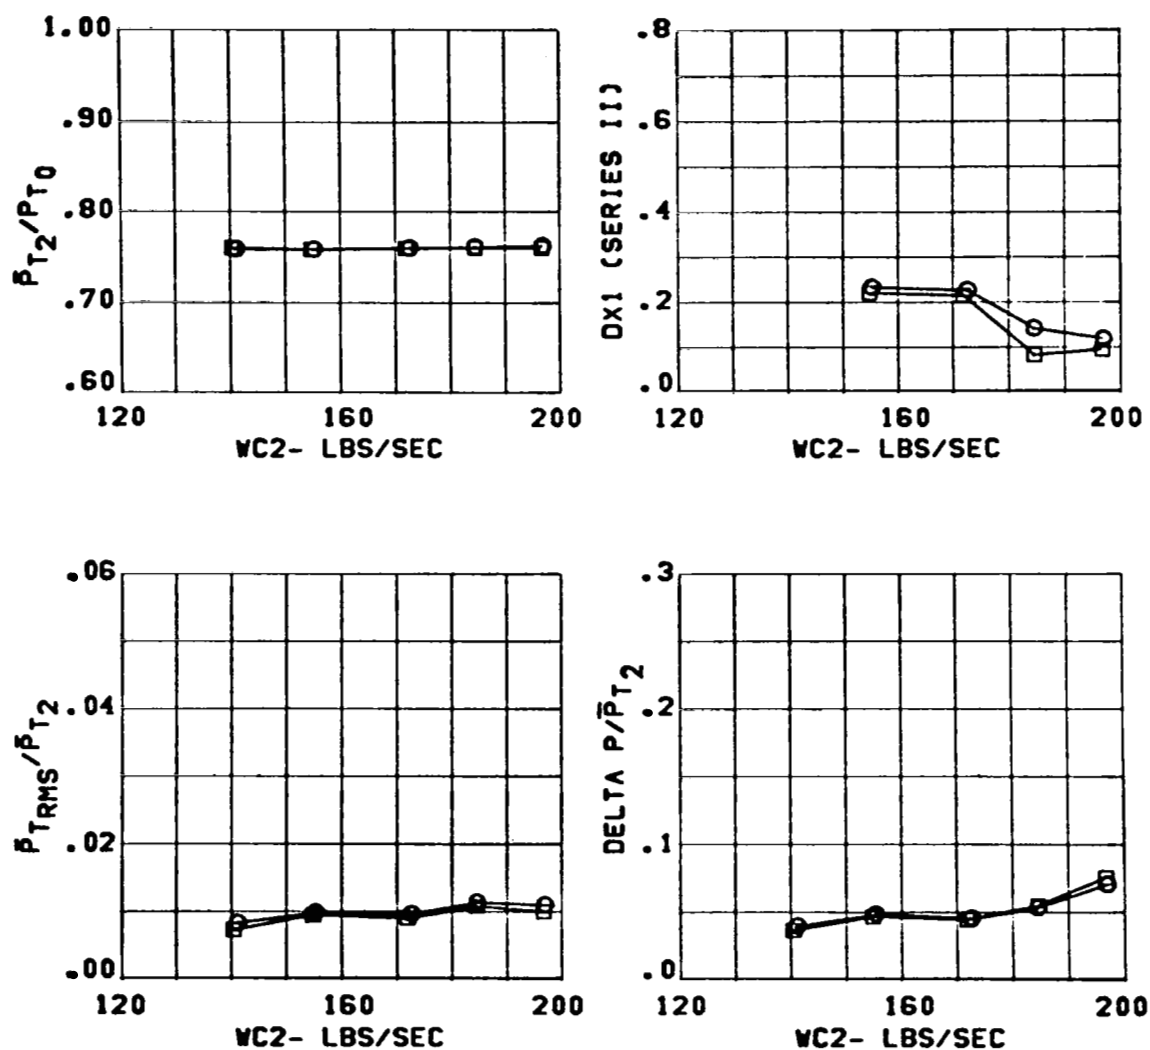 1.00
.90
.80
.70
.60
P̄T2/PT0
120 160 200
WC2- LBS/SEC
.8
.6
.4
.2
.0
DX1 (SERIES II)
120 160 200
WC2- LBS/SEC
.06
.04
.02
.00
P̄TRMS/P̄T2
120 160 200
WC2- LBS/SEC
.3
.2
.1
.0
DELTA P/P̄T2
120 160 200
WC2- LBS/SEC